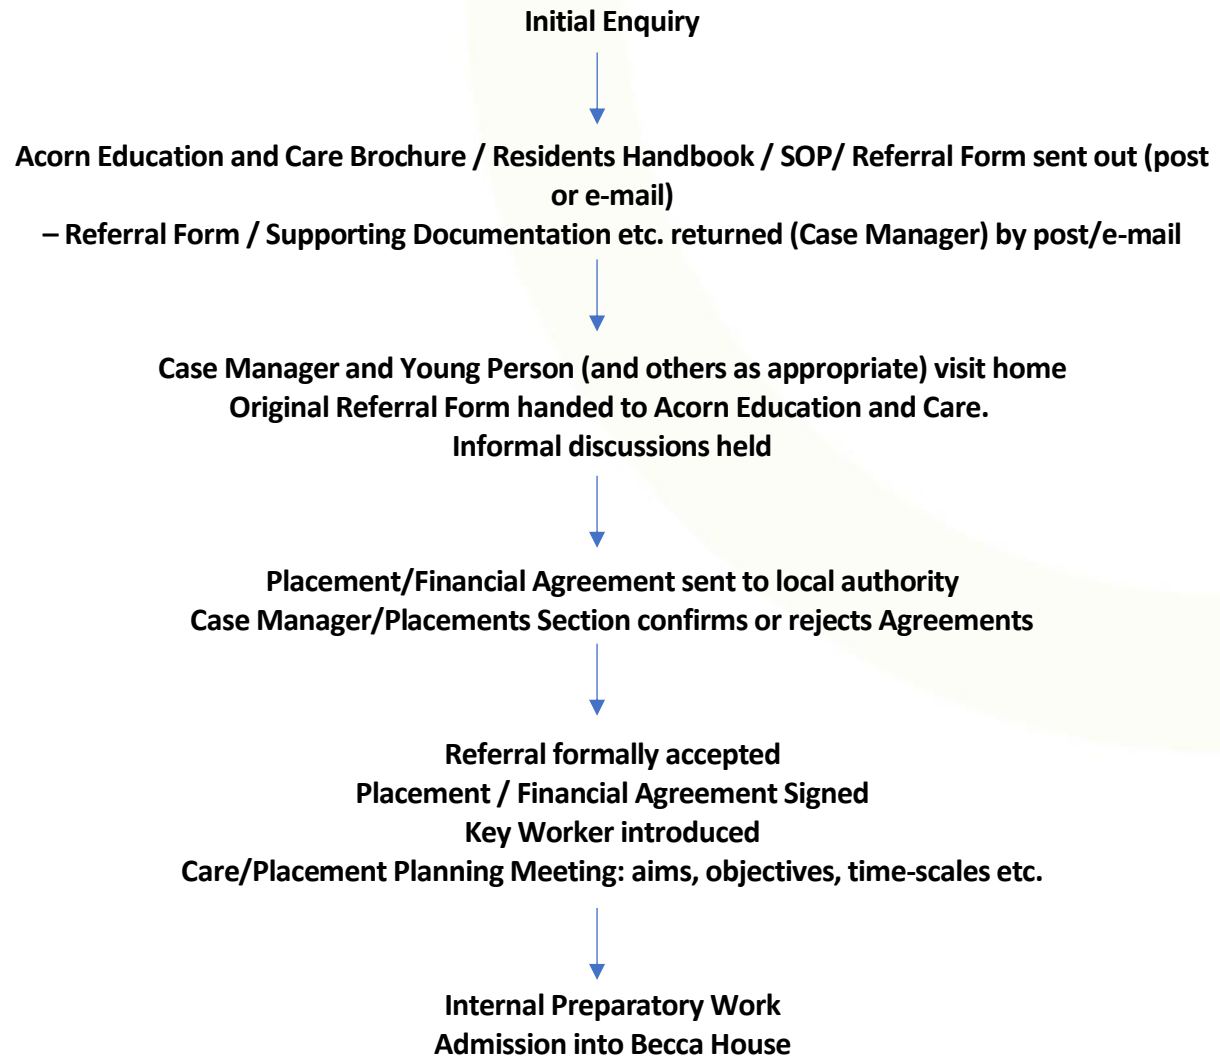 Initial Enquiry
Acorn Education and Care Brochure / Residents Handbook / SOP/ Referral Form sent out (post
or e-mail)
– Referral Form / Supporting Documentation etc. returned (Case Manager) by post/e-mail
Case Manager and Young Person (and others as appropriate) visit home
Original Referral Form handed to Acorn Education and Care.
Informal discussions held
Placement/Financial Agreement sent to local authority
Case Manager/Placements Section confirms or rejects Agreements
Referral formally accepted
Placement / Financial Agreement Signed
Key Worker introduced
Care/Placement Planning Meeting: aims, objectives, time-scales etc.
Internal Preparatory Work
Admission into Becca House